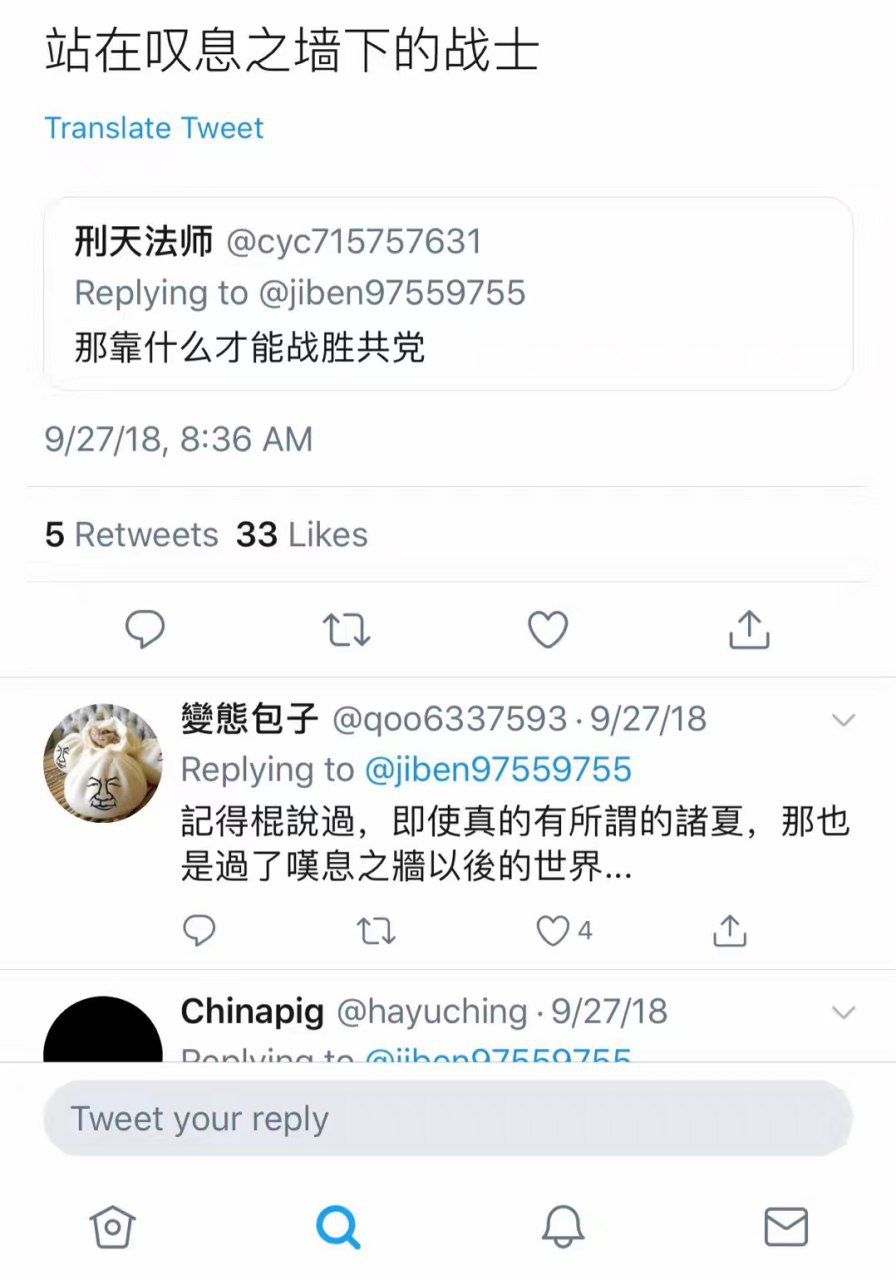 站在叹息之墙下的战士
Translate Tweet
刑天法师 @cyc715757631
Replying to @jiben97559755
那靠什么才能战胜共党
9/27/18, 8:36 AM
5 Retweets 33 Likes
變態包子 @qoo6337593 · 9/27/18
Replying to @jiben97559755
記得棍說過，即使真的有所謂的諸夏，那也
是過了嘆息之牆以後的世界...
4
Chinapig @hayuching · 9/27/18
Replying to @jiben97559755
Tweet your reply